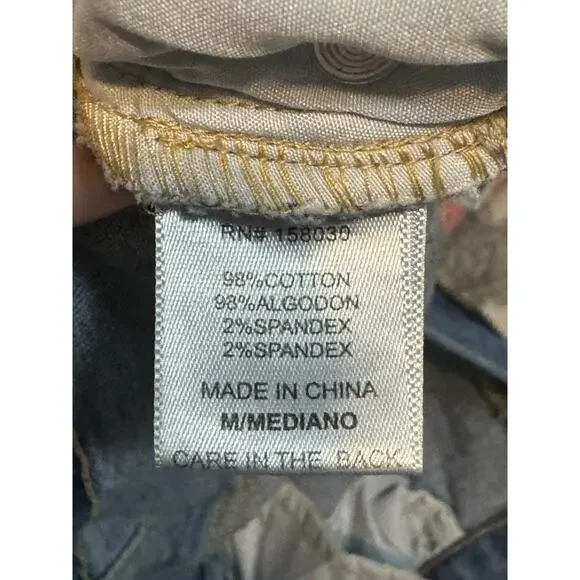 RN# 158030
98%COTTON
98%ALGODON
2%SPANDEX
2%SPANDEX
MADE IN CHINA
M/MEDIANO
CARE IN THE BACK